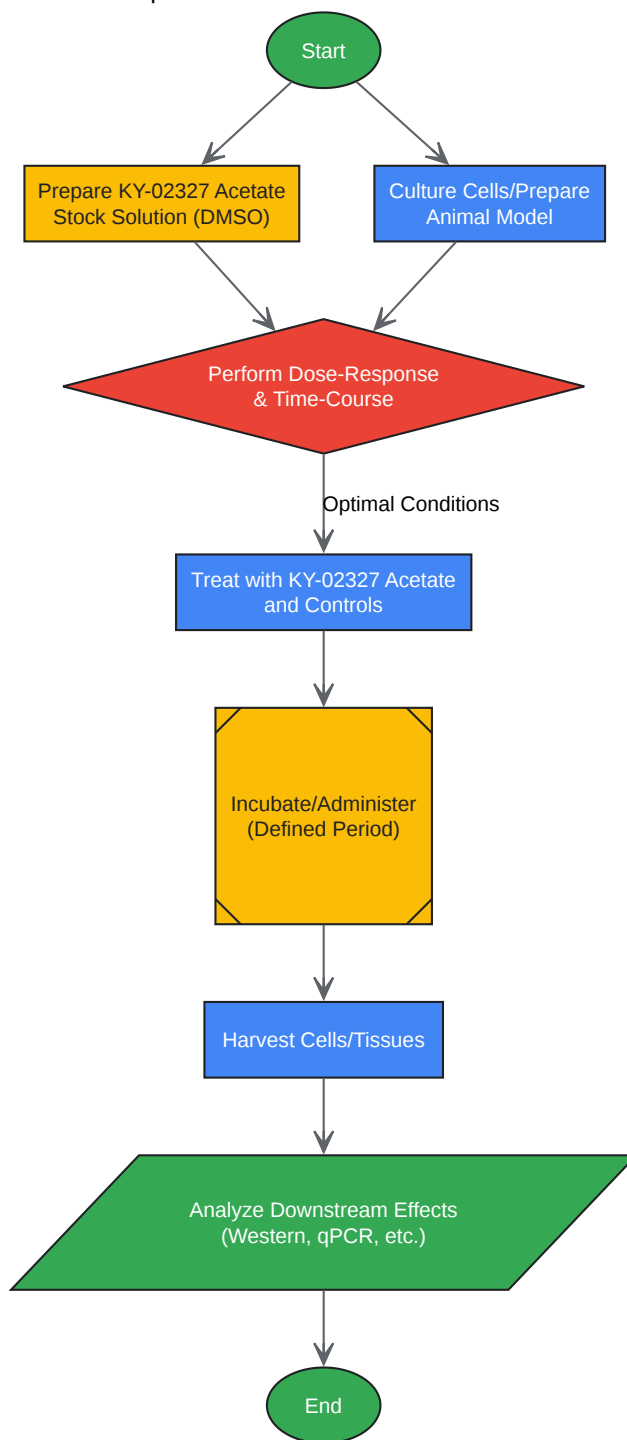 Start
Prepare KY-02327 Acetate
Stock Solution (DMSO)
Culture Cells/Prepare
Animal Model
Perform Dose-Response
& Time-Course
Optimal Conditions
Treat with KY-02327 Acetate
and Controls
Incubate/Administer
(Defined Period)
Harvest Cells/Tissues
Analyze Downstream Effects
(Western, qPCR, etc.)
End